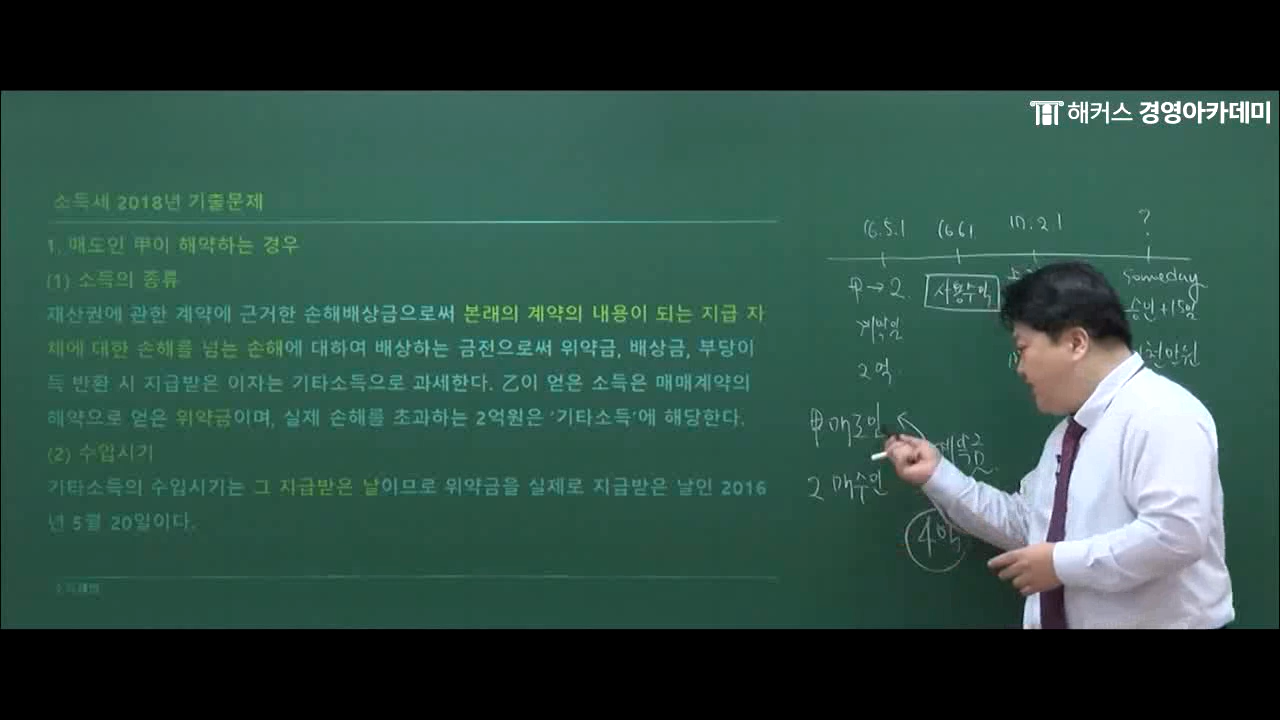 해커스 경영아카데미
소득세 2018년 기출문제
1. 매도인 甲이 해약하는 경우
(1) 소득의 종류
재산권에 관한 계약에 근거한 손해배상금으로써 본래의 계약의 내용이 되는 지급 자
체에 대한 손해를 넘는 손해에 대하여 배상하는 금전으로써 위약금, 배상금, 부당이
득 반환 시 지급받은 이자는 기타소득으로 과세한다. 乙이 얻은 소득은 매매계약의
해약으로 얻은 위약금이며, 실제 손해를 초과하는 2억원은 '기타소득'에 해당한다.
(2) 수입시기
기타소득의 수입시기는 그 지급받은 날이므로 위약금을 실제로 지급받은 날인 2016
년 5월 20일이다.
16.5.1 16.6.1 17.2.1 ?
甲→乙 사용수익 Someday
계약일 승인+15일
2억 천만원
甲 매도인
계약금
乙 매수인
4억